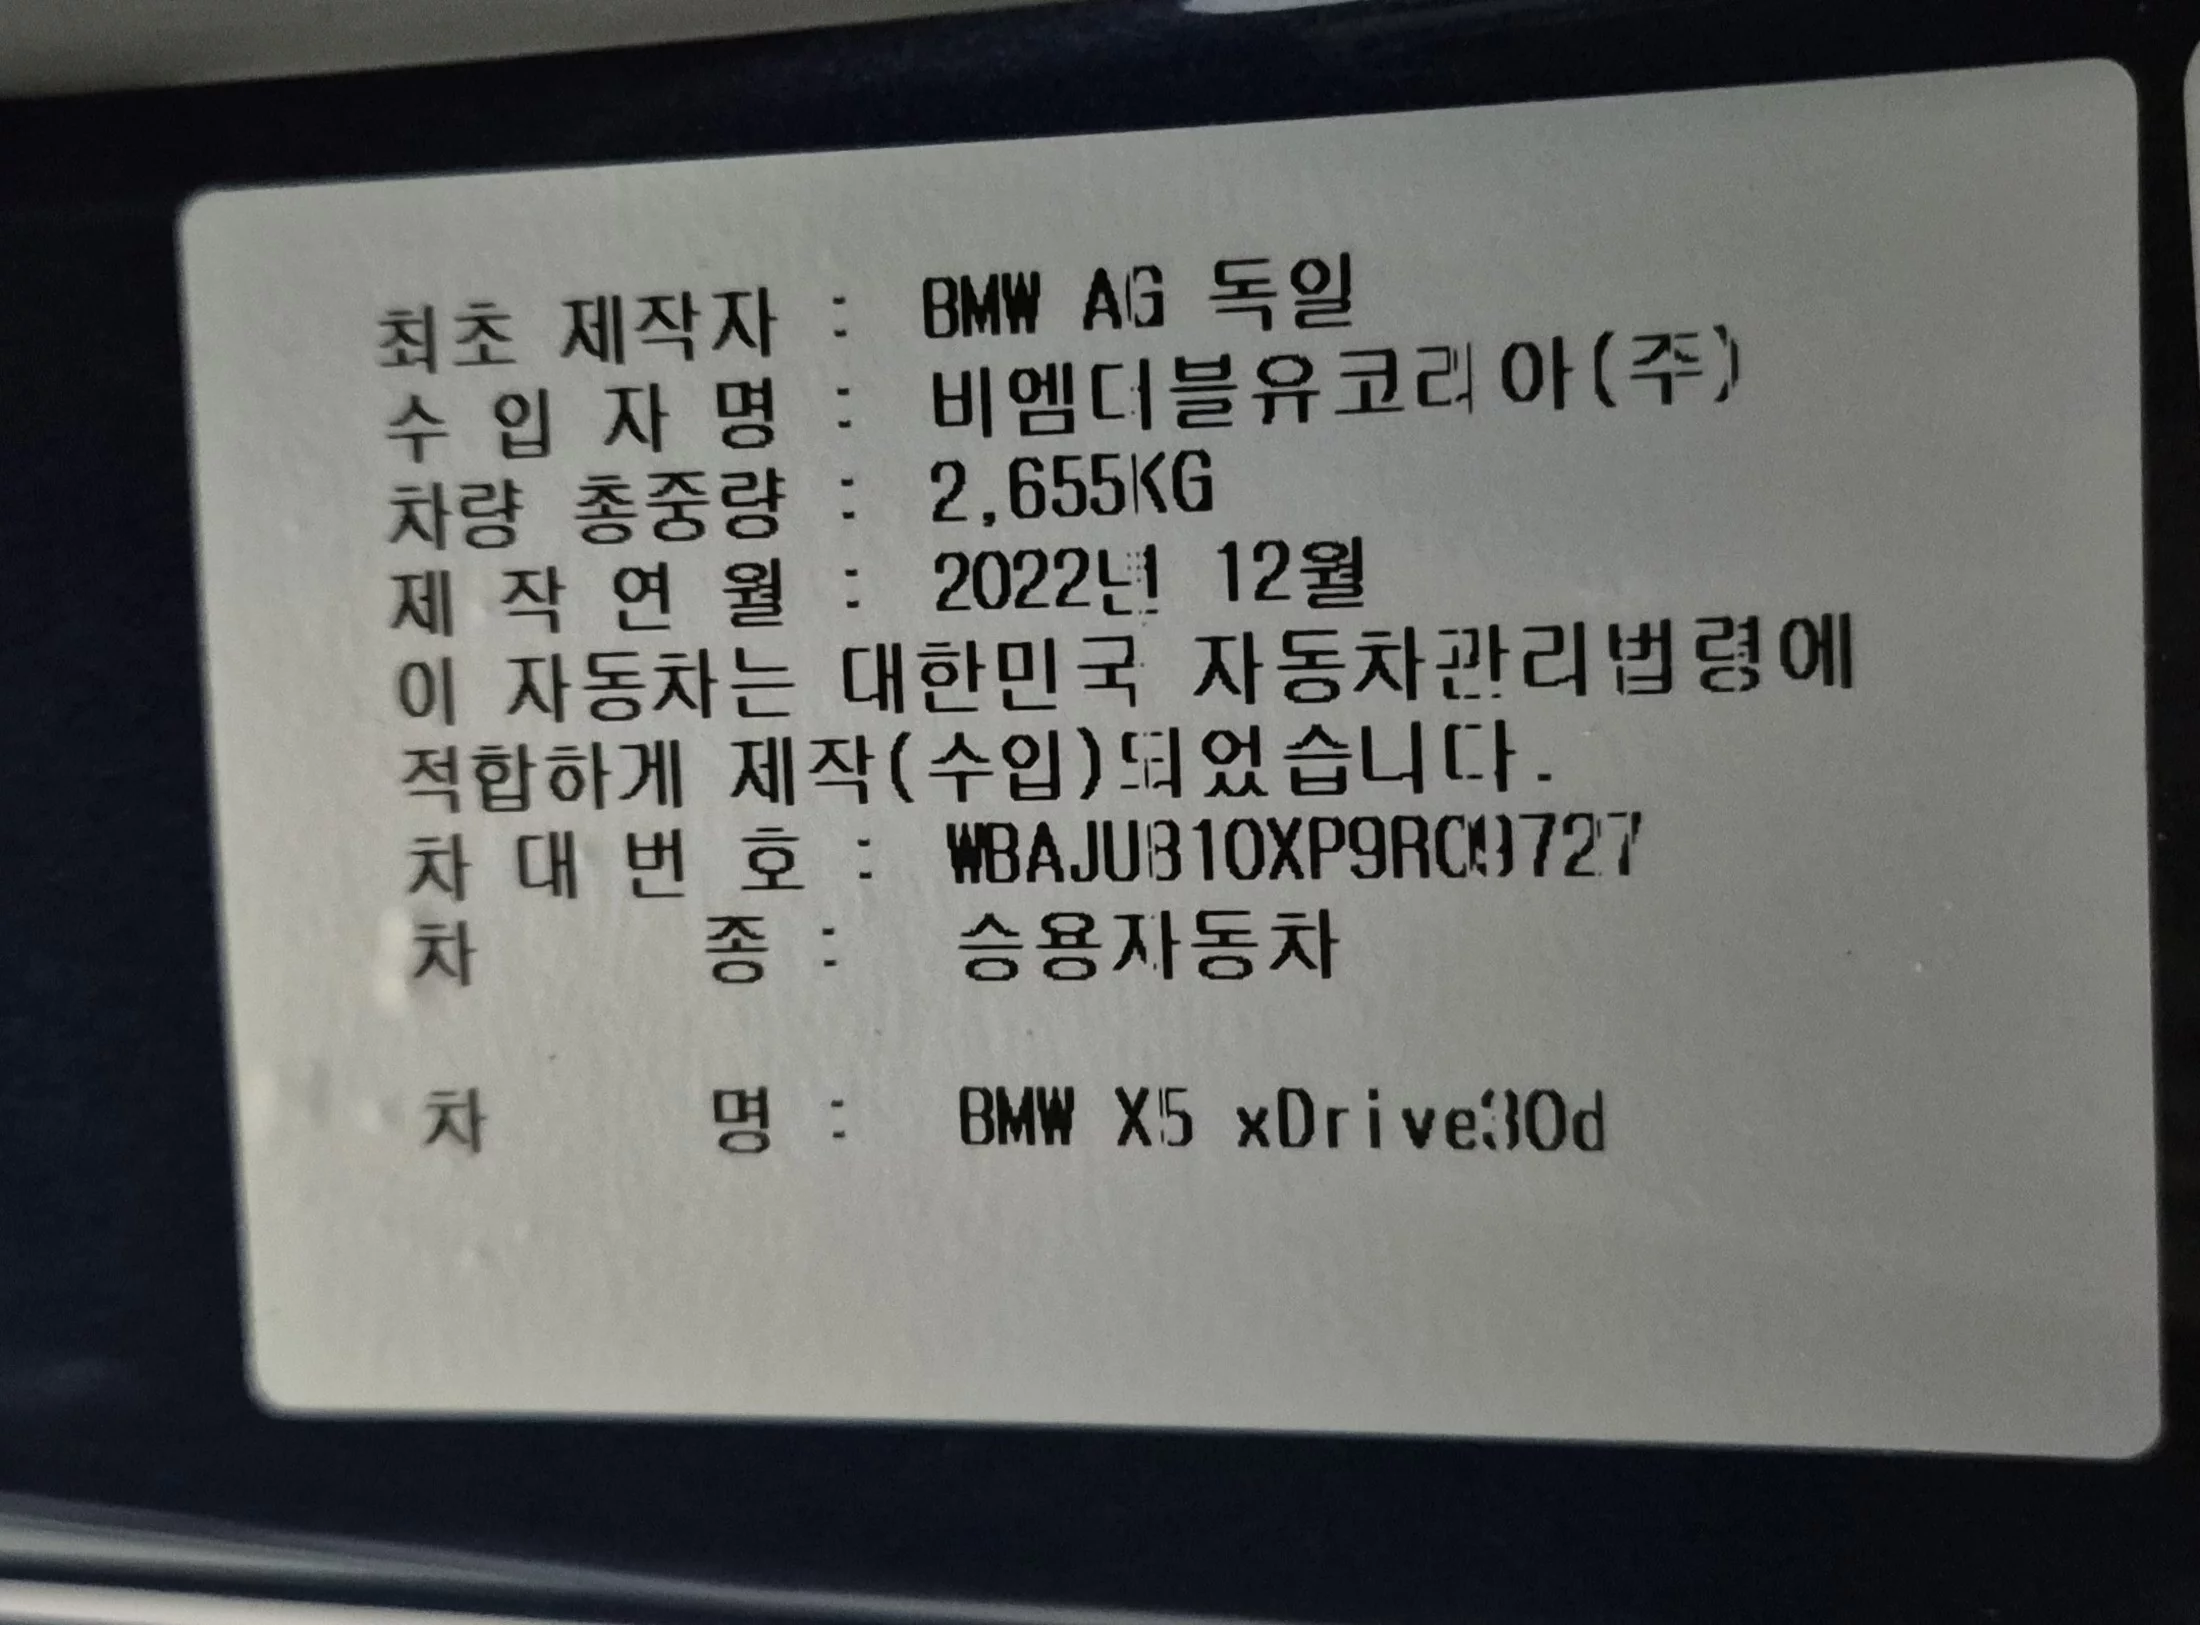 최초 제작자 : BMW AG 독일
수 입 자 명 : 비엠더블유코리아(주)
차량 총중량 : 2,655KG
제 작 연 월 : 2022년 12월
이 자동차는 대한민국 자동차관리법령에
적합하게 제작(수입)되었습니다.
차 대 번 호 :
차 종 : 승용자동차
차 명 : BMW X5 xDrive30d